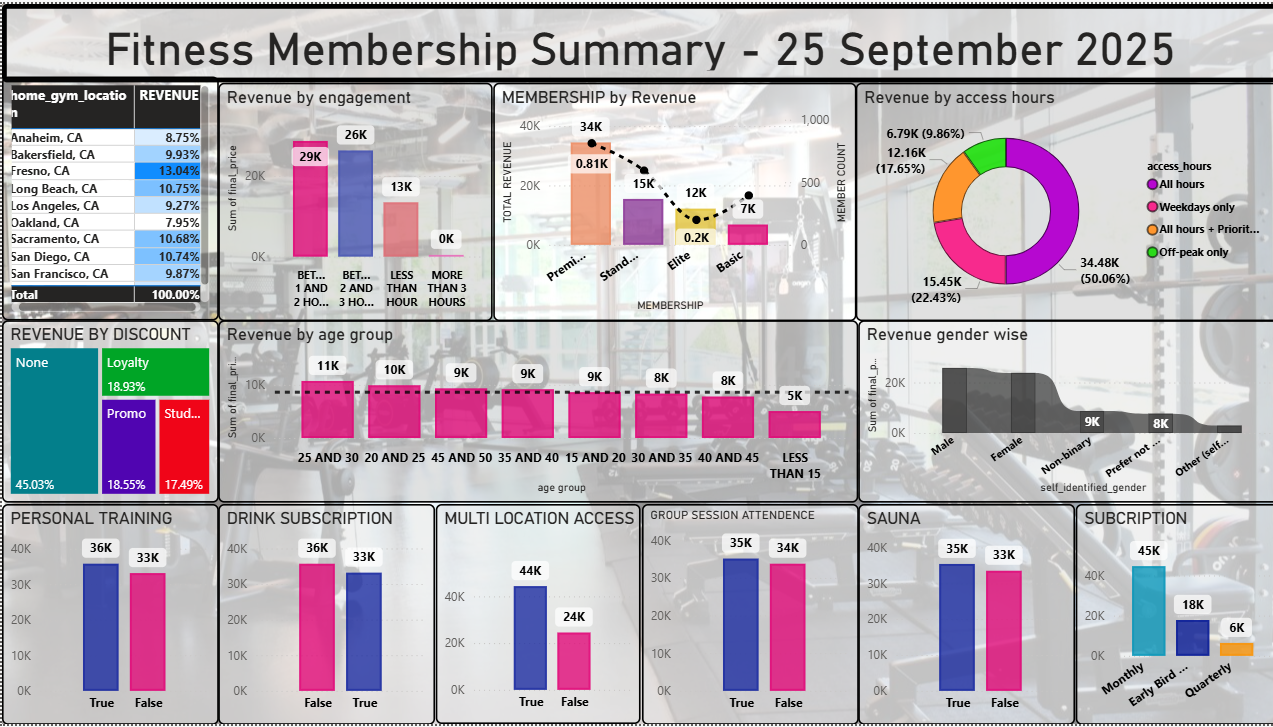 Fitness Membership Summary - 25 September 2025
home_gym_locatio
n
REVENUE
Anaheim, CA 8.75%
Bakersfield, CA 9.93%
Fresno, CA 13.04%
Long Beach, CA 10.75%
Los Angeles, CA 9.27%
Oakland, CA 7.95%
Sacramento, CA 10.68%
San Diego, CA 10.74%
San Francisco, CA 9.87%
Total 100.00%
Revenue by engagement
Sum of final_price
20K
0K
29K
26K
13K
0K
BET...
1 AND
2 HO...
BET...
2 AND
3 HO...
LESS
THAN
HOUR
MORE
THAN 3
HOURS
MEMBERSHIP by Revenue
TOTAL REVENUE
40K
20K
0K
34K
0.81K
15K
12K
0.2K
7K
1,000
500
0
MEMBER COUNT
Premi...
Stand...
Elite
Basic
MEMBERSHIP
Revenue by access hours
6.79K (9.86%)
12.16K
(17.65%)
15.45K
(22.43%)
34.48K
(50.06%)
access_hours
All hours
Weekdays only
All hours + Priorit...
Off-peak only
REVENUE BY DISCOUNT
None
45.03%
Loyalty
18.93%
Promo
18.55%
Stud...
17.49%
Revenue by age group
Sum of final_pri...
10K
0K
11K
10K
9K
9K
9K
8K
8K
5K
25 AND 30
20 AND 25
45 AND 50
35 AND 40
15 AND 20
30 AND 35
40 AND 45
LESS
THAN 15
age group
Revenue gender wise
Sum of final_p...
20K
0K
9K
8K
Male
Female
Non-binary
Prefer not ...
Other (self...
self_identified_gender
PERSONAL TRAINING
40K
30K
20K
10K
0K
36K
33K
True
False
DRINK SUBSCRIPTION
40K
30K
20K
10K
0K
36K
33K
False
True
MULTI LOCATION ACCESS
40K
20K
0K
44K
24K
True
False
GROUP SESSION ATTENDENCE
40K
30K
20K
10K
0K
35K
34K
True
False
SAUNA
40K
30K
20K
10K
0K
35K
33K
True
False
SUBCRIPTION
40K
20K
0K
45K
18K
6K
Monthly
Early Bird ...
Quarterly